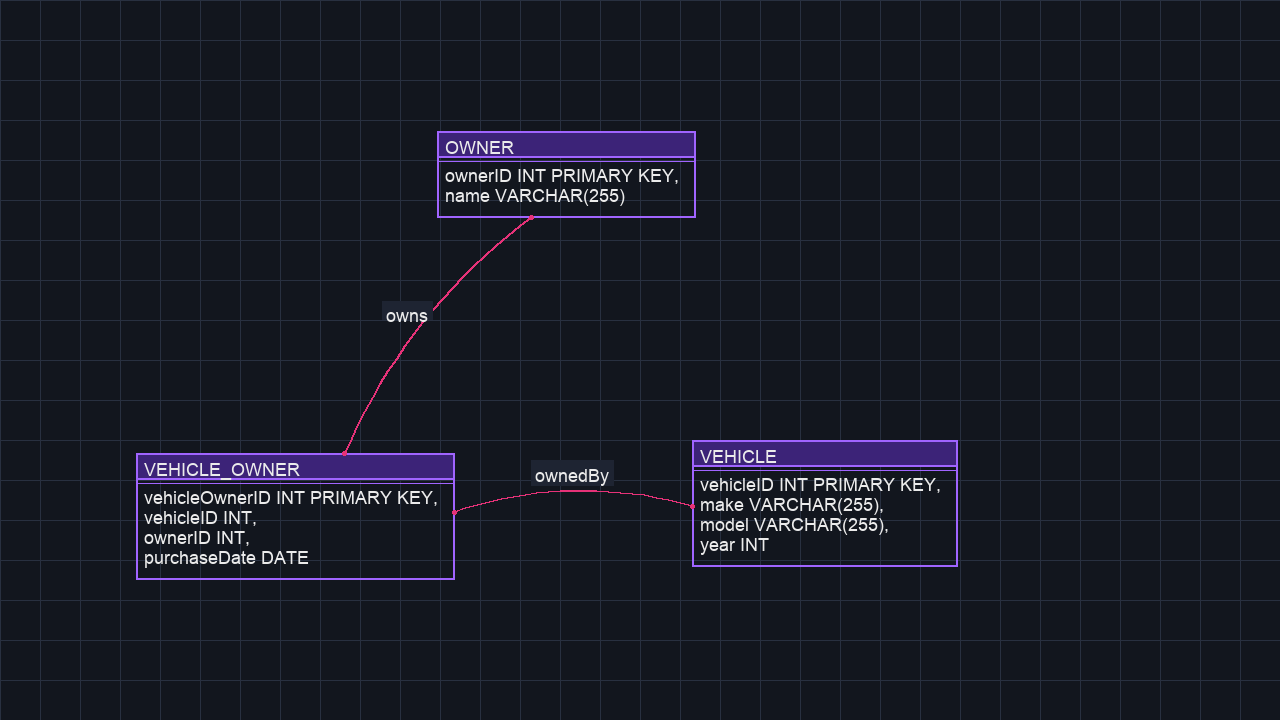 OWNER
ownerID INT PRIMARY KEY,
name VARCHAR(255)
owns
VEHICLE_OWNER
vehicleOwnerID INT PRIMARY KEY,
vehicleID INT,
ownerID INT,
purchaseDate DATE
ownedBy
VEHICLE
vehicleID INT PRIMARY KEY,
make VARCHAR(255),
model VARCHAR(255),
year INT